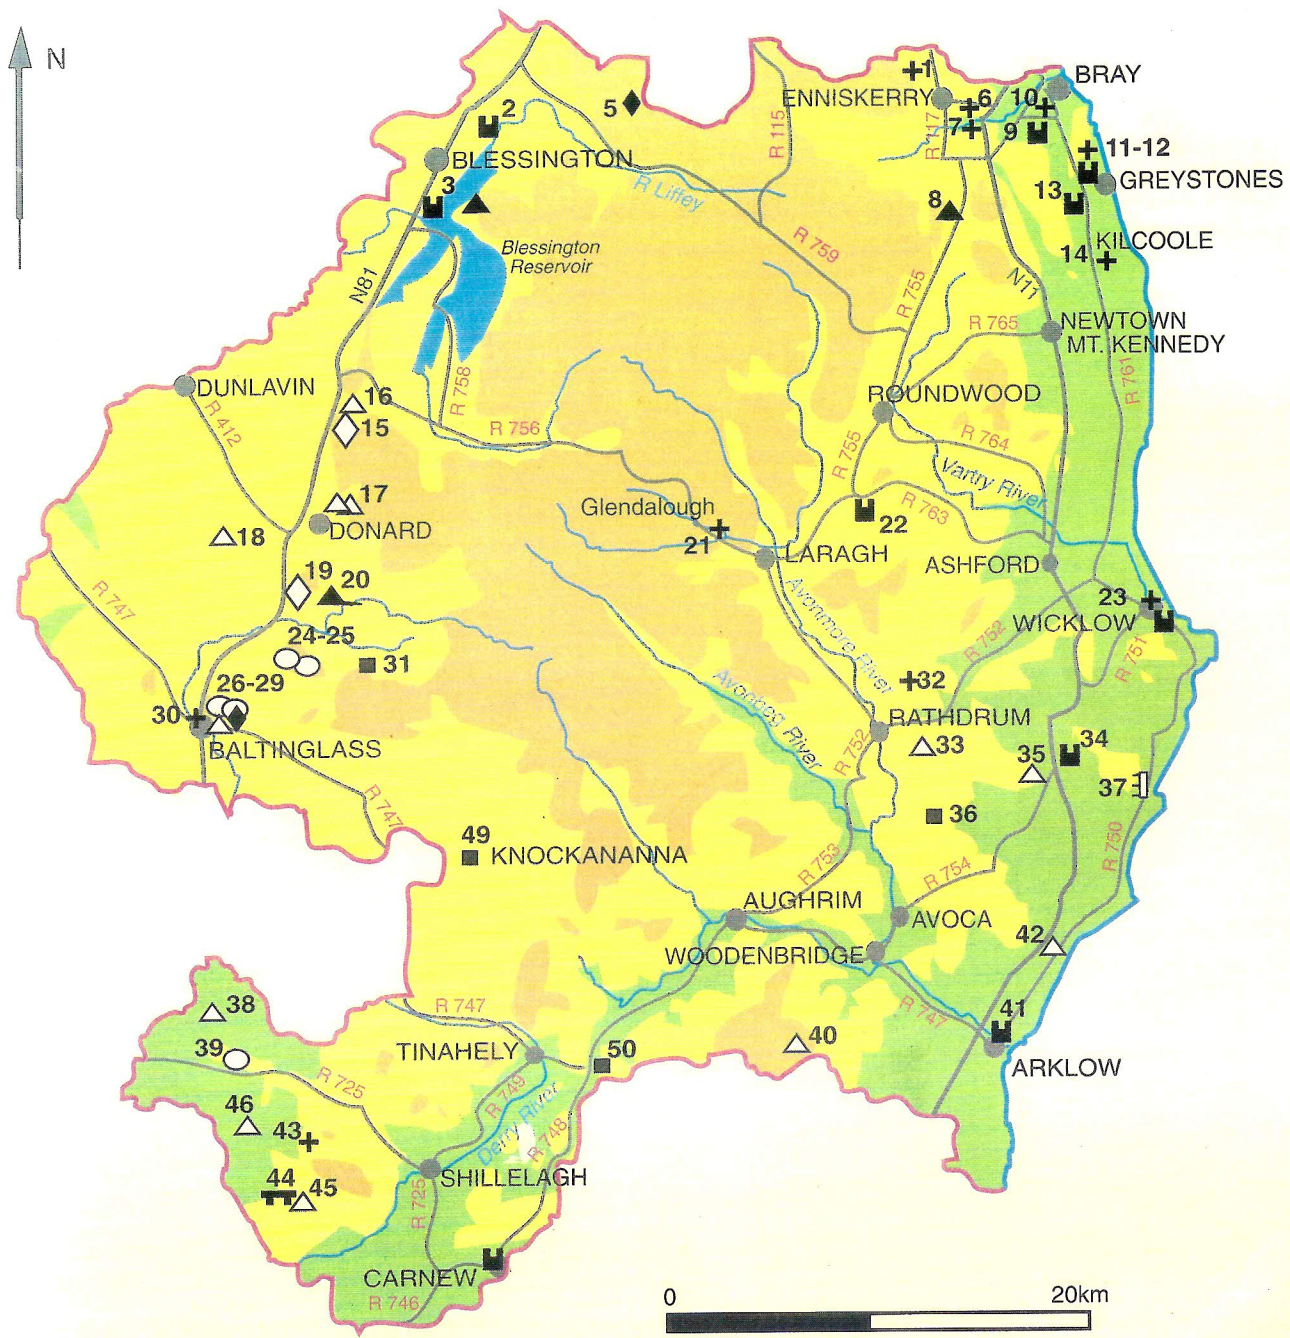 N
BRAY
1
ENNISKERRY
6
10
2
5
R 115
R 117
7
9
11-12
BLESSINGTON
GREYSTONES
3
R Liffey
8
13
KILCOOLE
14
Blessington
Reservoir
R 759
N81
R 755
N11
R 765
NEWTOWN
MT. KENNEDY
DUNLAVIN
R 758
R 761
16
ROUNDWOOD
R 412
15
R 756
R 764
R 755
Vartry River
17
Glendalough
R 763
DONARD
22
18
21
LARAGH
ASHFORD
19
20
R 747
Avonmore River
23
WICKLOW
24-25
R 752
R 751
31
32
26-29
Avonbeg River
30
RATHDRUM
BALTINGLASS
33
34
R 752
35
37
R 747
36
49
KNOCKANANNA
R 753
R 754
R 750
AUGHRIM
AVOCA
42
WOODENBRIDGE
38
R 747
R 747
41
39
TINAHELY
50
40
ARKLOW
R 725
R 749
46
43
Derry River
R 748
44
45
SHILLELAGH
R 725
CARNEW
R 746
0
20km